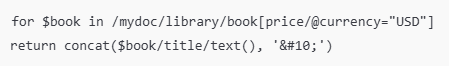 for $book in /mydoc/library/book[price/@currency="USD"]
return concat($book/title/text(), '&#10;')